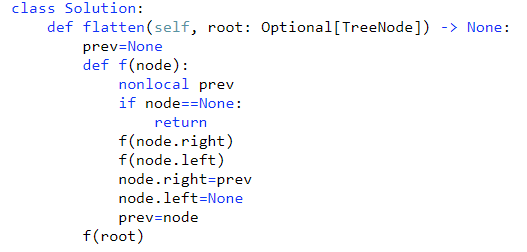 class Solution:
    def flatten(self, root: Optional[TreeNode]) -> None:
        prev=None
        def f(node):
            nonlocal prev
            if node==None:
                return
            f(node.right)
            f(node.left)
            node.right=prev
            node.left=None
            prev=node
        f(root)